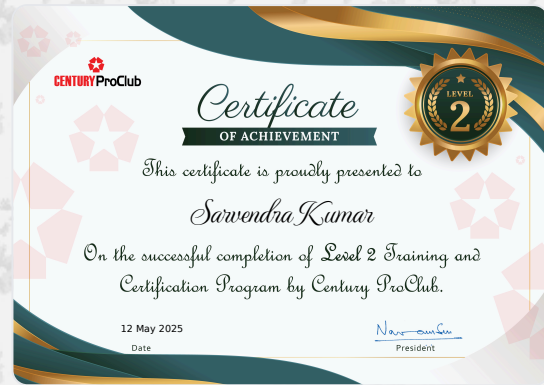 CENTURY ProClub
LEVEL
2
Certificate
OF ACHIEVEMENT
This certificate is proudly presented to
Sarvendra Kumar
On the successful completion of Level 2 Training and
Certification Program by Century ProClub.
12 May 2025
Date
President